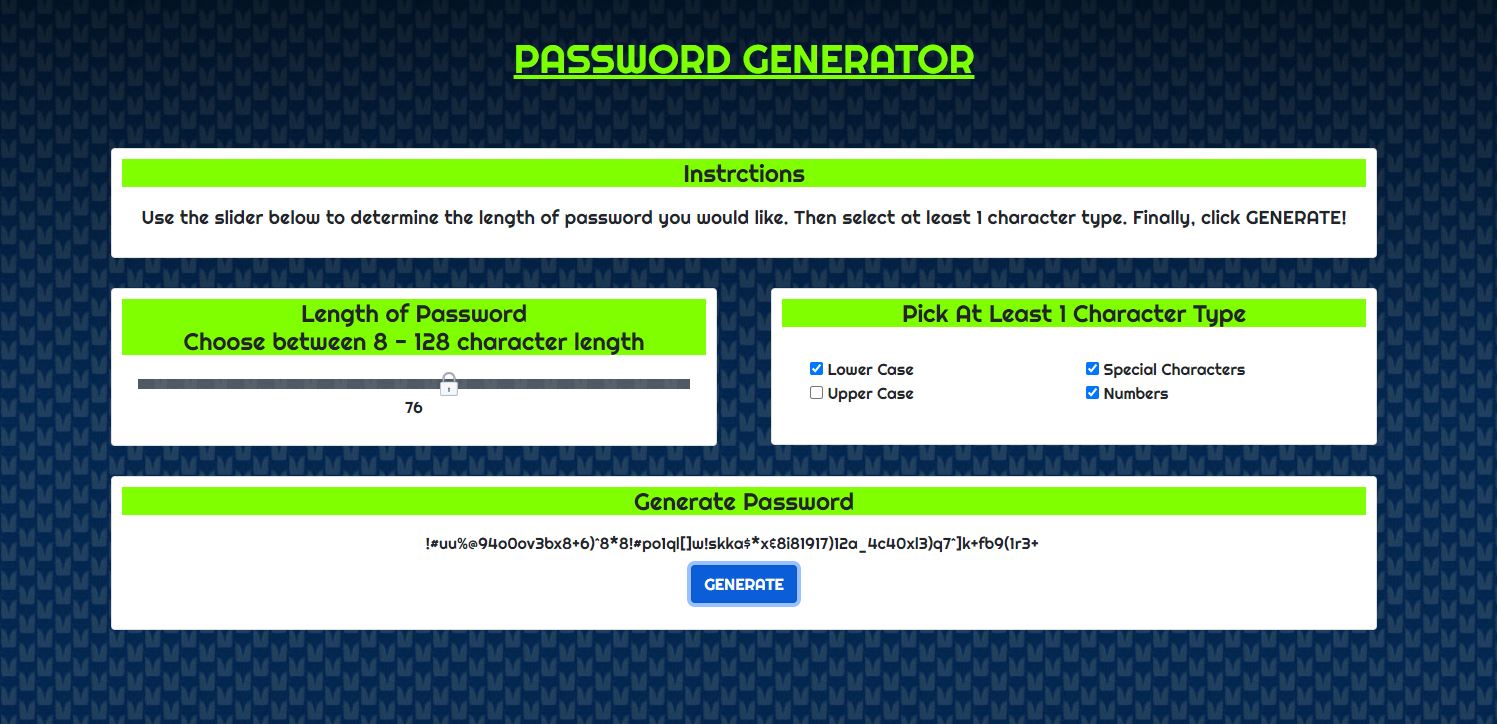 PASSWORD GENERATOR
Instrctions
Use the slider below to determine the length of password you would like. Then select at least 1 character type. Finally, click GENERATE!
Length of Password
Choose between 8 - 128 character length
76
Pick At Least 1 Character Type
Lower Case
Special Characters
Upper Case
Numbers
Generate Password
!#uu%@94o0ov3bx8+6)^8*8!#po1ql[]w!skka$*x¢8i81917)12a_4c40xl3)q7^]k+fb9(1r3+
GENERATE